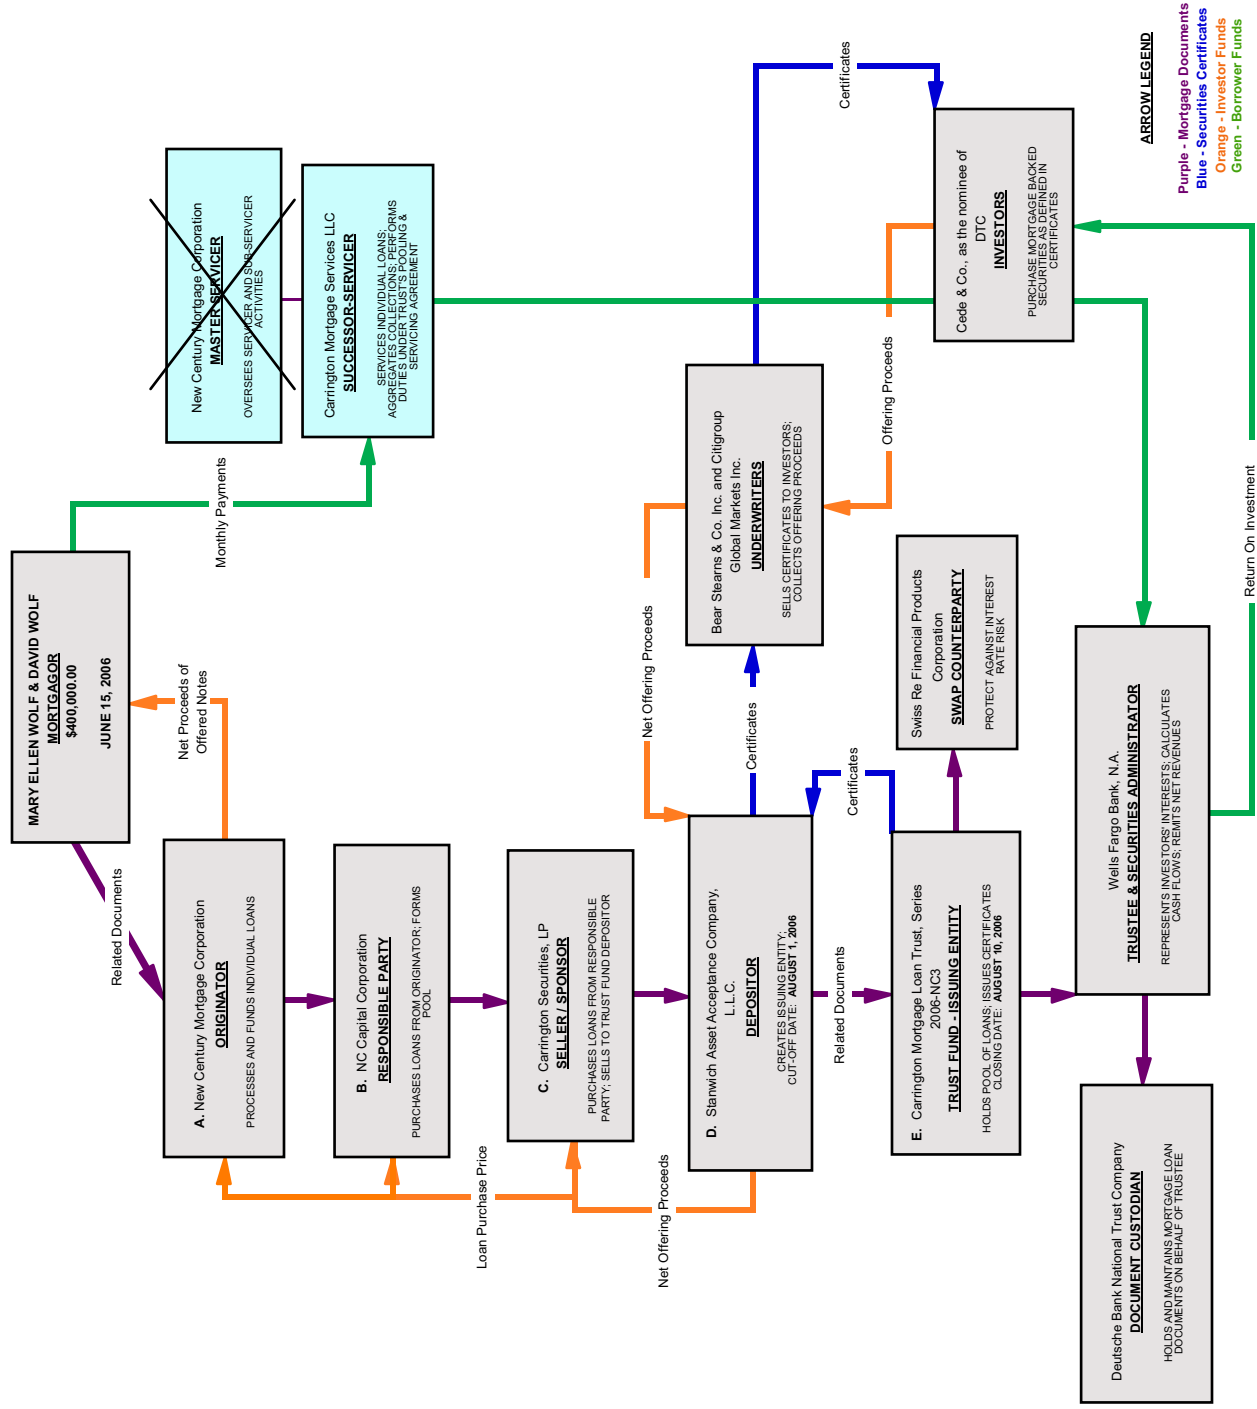 MARY ELLEN WOLF & DAVID WOLF
MORTGAGOR
$400,000.00
JUNE 15, 2006
Related Documents
Net Proceeds of
Offered Notes
Monthly Payments
New Century Mortgage Corporation
MASTER SERVICER
OVERSEES SERVICER AND SUB-SERVICER
ACTIVITIES
Carrington Mortgage Services LLC
SUCCESSOR-SERVICER
SERVICES INDIVIDUAL LOANS;
AGGREGATES COLLECTIONS; PERFORMS
DUTIES UNDER TRUST'S POOLING &
SERVICING AGREEMENT
A. New Century Mortgage Corporation
ORIGINATOR
PROCESSES AND FUNDS INDIVIDUAL LOANS
B. NC Capital Corporation
RESPONSIBLE PARTY
PURCHASES LOANS FROM ORIGINATOR; FORMS
POOL
Loan Purchase Price
C. Carrington Securities, LP
SELLER / SPONSOR
PURCHASES LOANS FROM RESPONSIBLE
PARTY; SELLS TO TRUST FUND DEPOSITOR
Net Offering Proceeds
Net Offering Proceeds
D. Stanwich Asset Acceptance Company,
L.L.C.
DEPOSITOR
CREATES ISSUING ENTITY;
CUT-OFF DATE: AUGUST 1, 2006
Certificates
Bear Stearns & Co. Inc. and Citigroup
Global Markets Inc.
UNDERWRITERS
SELLS CERTIFICATES TO INVESTORS;
COLLECTS OFFERING PROCEEDS
Certificates
Offering Proceeds
Related Documents
Certificates
E. Carrington Mortgage Loan Trust, Series
2006-NC3
TRUST FUND - ISSUING ENTITY
HOLDS POOL OF LOANS; ISSUES CERTIFICATES
CLOSING DATE: AUGUST 10, 2006
Swiss Re Financial Products
Corporation
SWAP COUNTERPARTY
PROTECT AGAINST INTEREST
RATE RISK
Cede & Co., as the nominee of
DTC
INVESTORS
PURCHASE MORTGAGE BACKED
SECURITIES AS DEFINED IN
CERTIFICATES
Deutsche Bank National Trust Company
DOCUMENT CUSTODIAN
HOLDS AND MAINTAINS MORTGAGE LOAN
DOCUMENTS ON BEHALF OF TRUSTEE
Wells Fargo Bank, N.A.
TRUSTEE & SECURITIES ADMINISTRATOR
REPRESENTS INVESTORS' INTERESTS; CALCULATES
CASH FLOWS; REMITS NET REVENUES
Return On Investment
ARROW LEGEND
Purple - Mortgage Documents
Blue - Securities Certificates
Orange - Investor Funds
Green - Borrower Funds